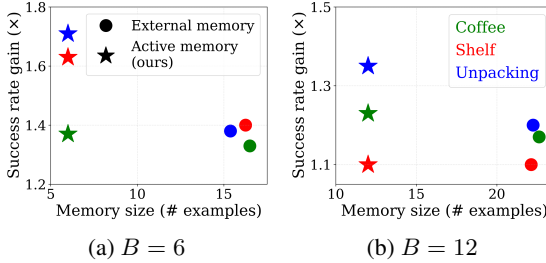 1.8
1.6
1.4
1.2
Success rate gain (×)
External memory
Active memory
(ours)
5
10
15
Memory size (# examples)
(a) B = 6
1.5
1.3
1.1
Success rate gain (×)
Coffee
Shelf
Unpacking
10
15
20
Memory size (# examples)
(b) B = 12